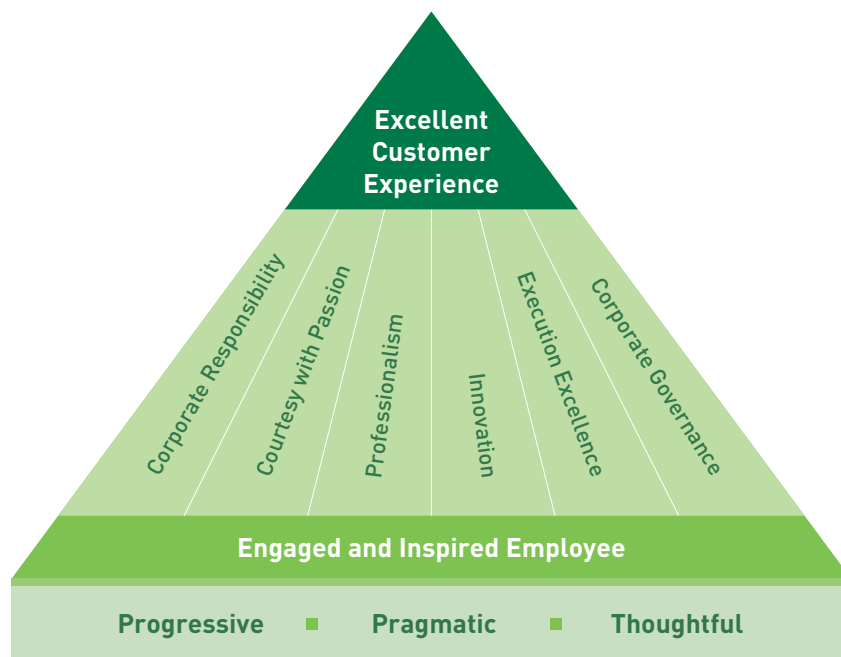 Excellent
Customer
Experience
Corporate Responsibility
Courtesy with Passion
Professionalism
Innovation
Execution Excellence
Corporate Governance
Engaged and Inspired Employee
Progressive ▪ Pragmatic ▪ Thoughtful